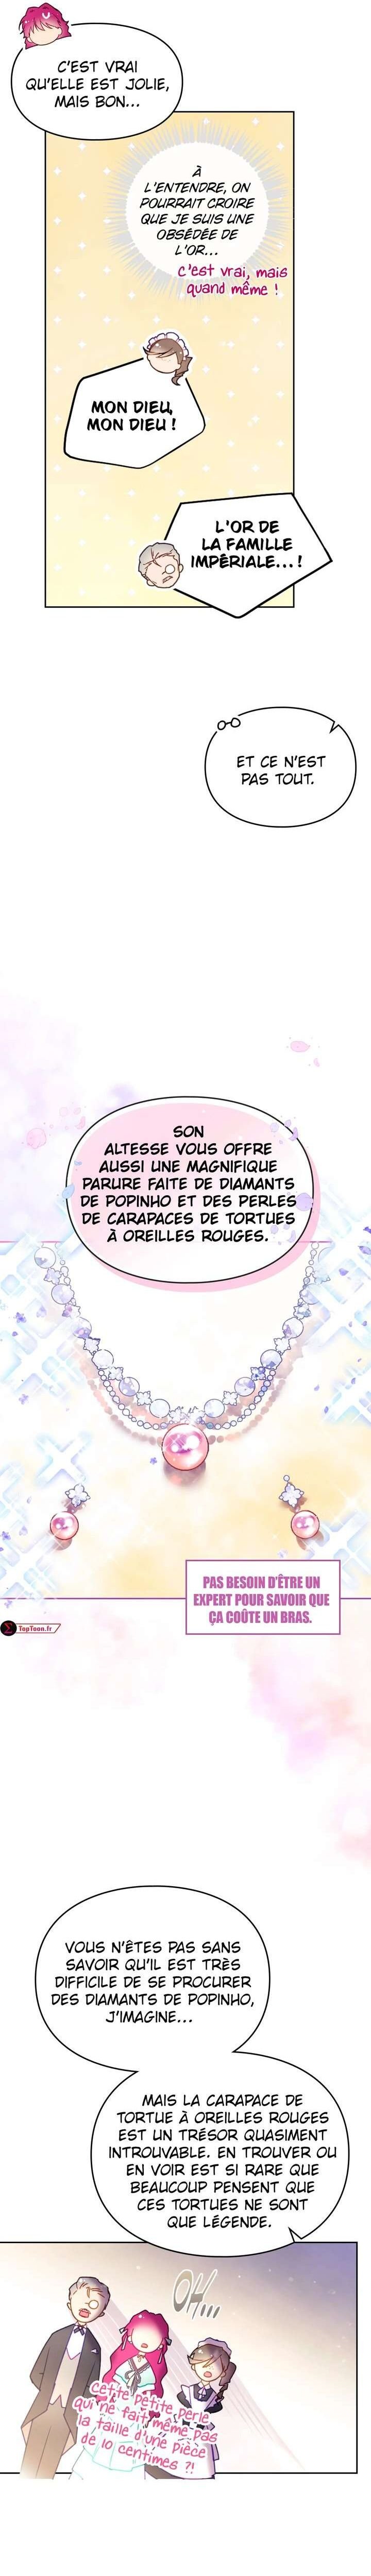 C'EST VRAI
QU'ELLE EST JOLIE,
MAIS BON...
À
L'ENTENDRE, ON
POURRAIT CROIRE
QUE JE SUIS UNE
OBSÉDÉE DE
L'OR...
c'est vrai, mais
quand même !
MON DIEU,
MON DIEU !
L'OR DE
LA FAMILLE
IMPÉRIALE...!
ET CE N'EST
PAS TOUT.
SON
ALTESSE VOUS OFFRE
AUSSI UNE MAGNIFIQUE
PARURE FAITE DE DIAMANTS
DE POPINHO ET DES PERLES
DE CARAPACES DE TORTUES
À OREILLES ROUGES.
PAS BESOIN D'ÊTRE UN
EXPERT POUR SAVOIR QUE
ÇA COÛTE UN BRAS.
TopToon.fr
VOUS N'ÊTES PAS SANS
SAVOIR QU'IL EST TRÈS
DIFFICILE DE SE PROCURER
DES DIAMANTS DE POPINHO,
J'IMAGINE...
MAIS LA CARAPACE DE
TORTUE À OREILLES ROUGES
EST UN TRÉSOR QUASIMENT
INTROUVABLE. EN TROUVER OU
EN VOIR EST SI RARE QUE
BEAUCOUP PENSENT QUE
CES TORTUES NE SONT
QUE LÉGENDE.
OH...
cette petite perle
qui ne fait même pas
la taille d'une pièce
de 10 centimes ?!